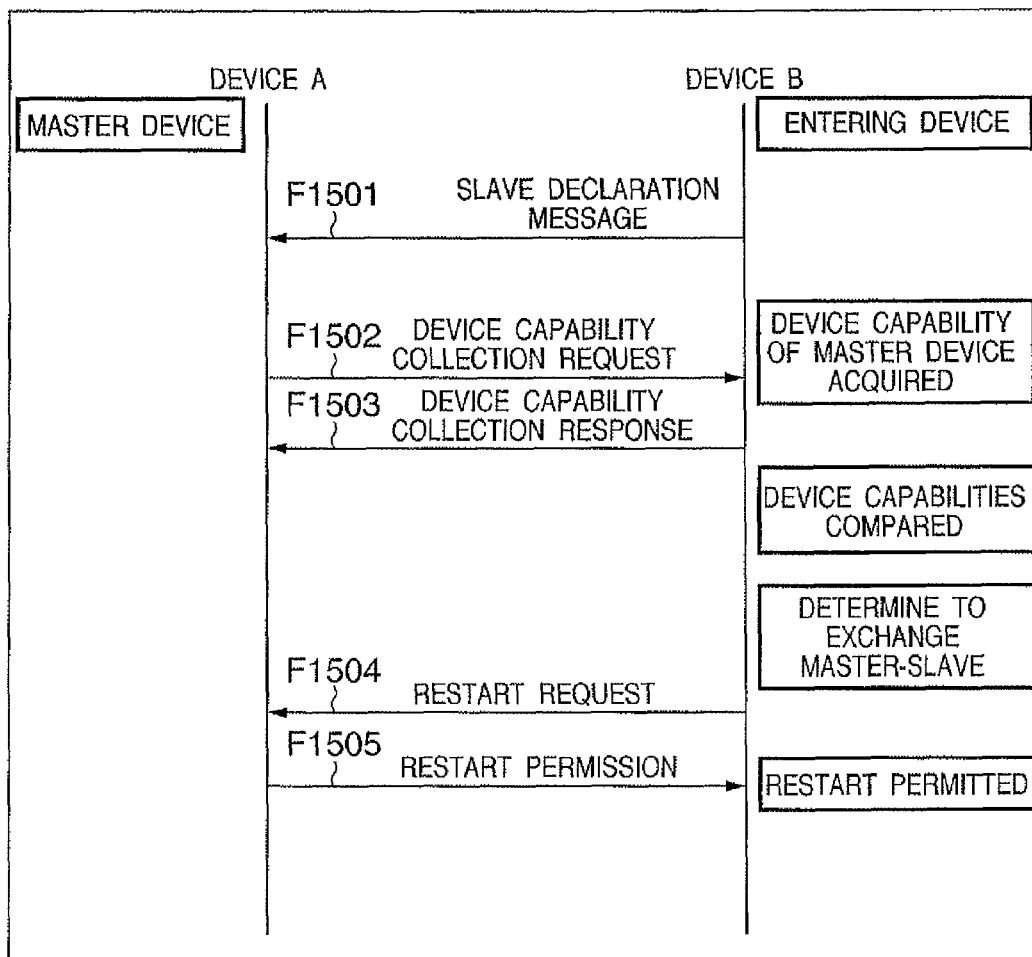 DEVICE A
DEVICE B
MASTER DEVICE
ENTERING DEVICE
F1501
SLAVE DECLARATION
MESSAGE
F1502
DEVICE CAPABILITY
COLLECTION REQUEST
DEVICE CAPABILITY
OF MASTER DEVICE
ACQUIRED
F1503
DEVICE CAPABILITY
COLLECTION RESPONSE
DEVICE CAPABILITIES
COMPARED
DETERMINE TO
EXCHANGE
MASTER-SLAVE
F1504
RESTART REQUEST
F1505
RESTART PERMISSION
RESTART PERMITTED